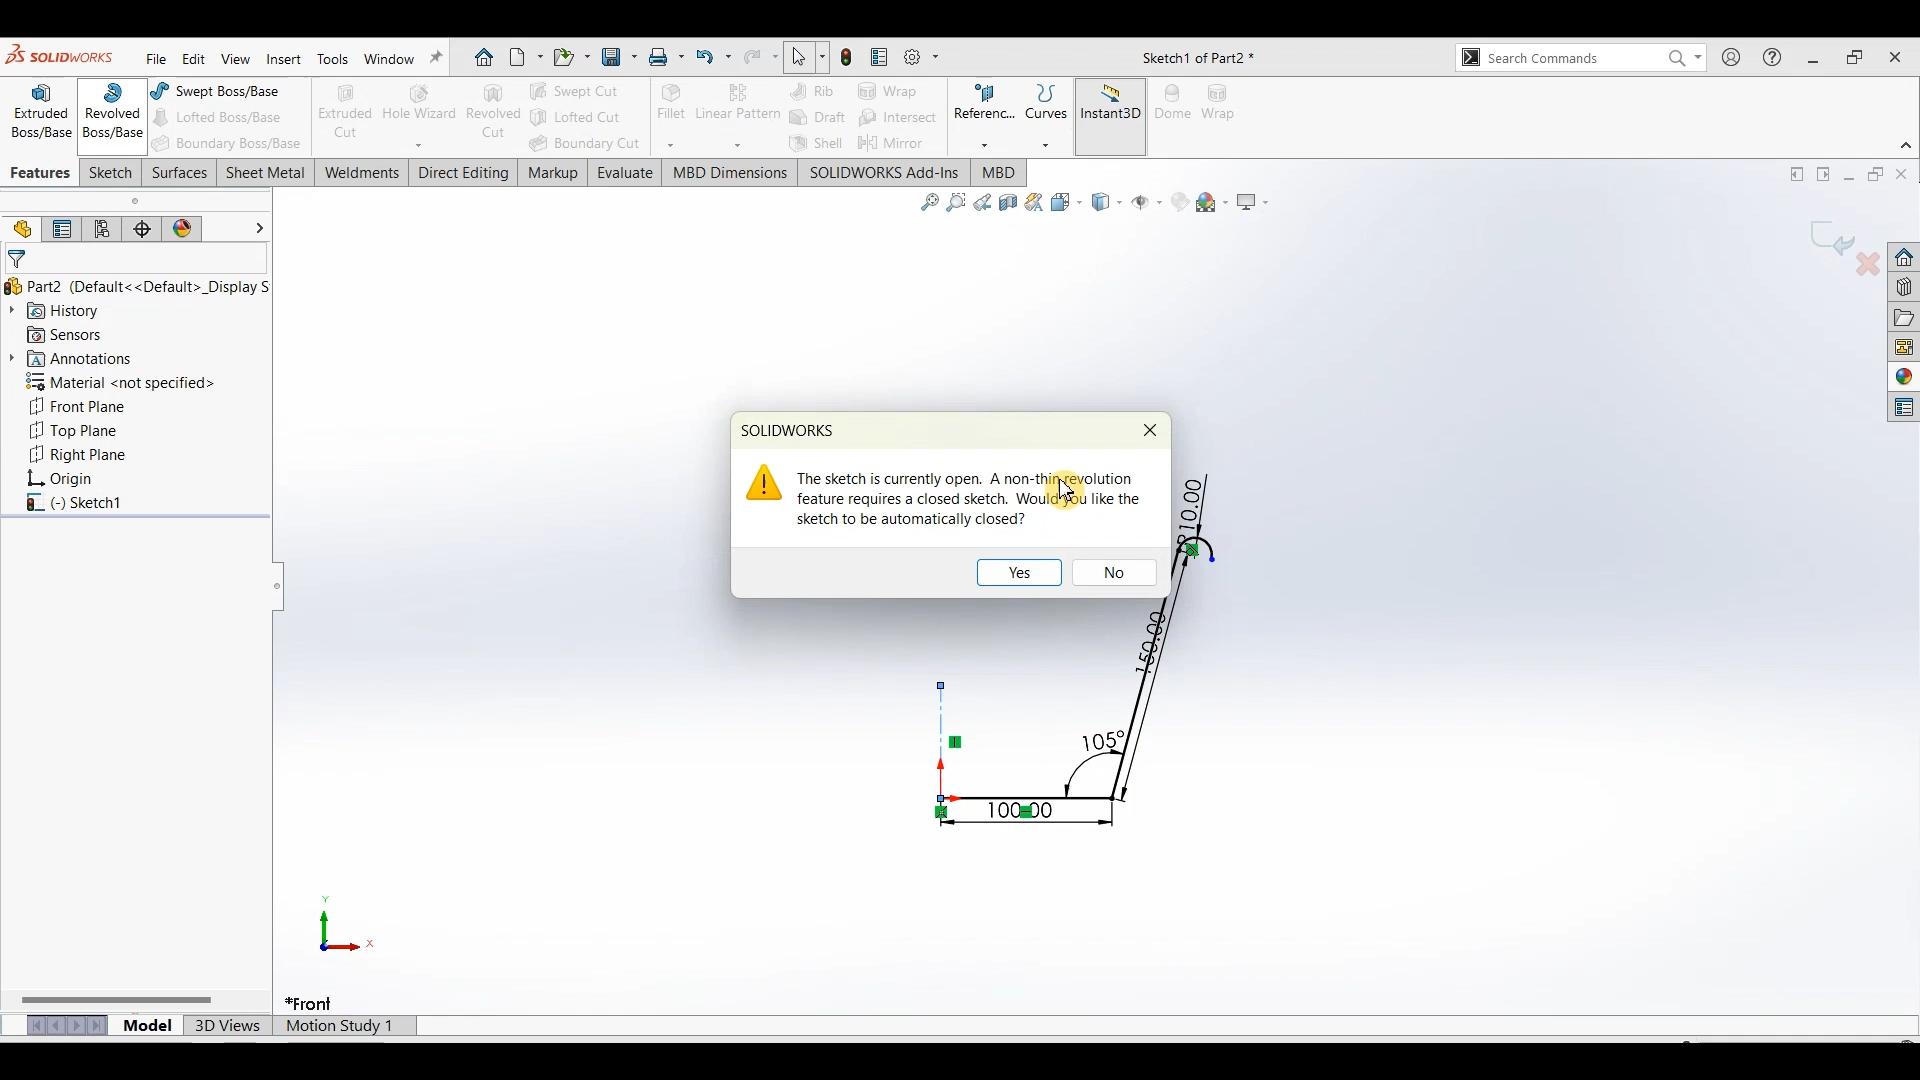 SOLIDWORKS File Edit View Insert Tools Window Sketch1 of Part2 * Search Commands
Extruded Boss/Base
Revolved Boss/Base
Swept Boss/Base
Lofted Boss/Base
Boundary Boss/Base
Extruded Cut
Hole Wizard
Revolved Cut
Swept Cut
Lofted Cut
Boundary Cut
Fillet
Linear Pattern
Rib
Draft
Shell
Wrap
Intersect
Mirror
Referenc...
Curves
Instant3D
Dome
Wrap
Features Sketch Surfaces Sheet Metal Weldments Direct Editing Markup Evaluate MBD Dimensions SOLIDWORKS Add-Ins MBD
Part2 (Default<<Default>_Display S
History
Sensors
Annotations
Material <not specified>
Front Plane
Top Plane
Right Plane
Origin
(-) Sketch1
SOLIDWORKS
The sketch is currently open. A non-thin revolution
feature requires a closed sketch. Would you like the
sketch to be automatically closed?
Yes No
R10.00
150.00
105°
100.00
Y
X
*Front
Model 3D Views Motion Study 1